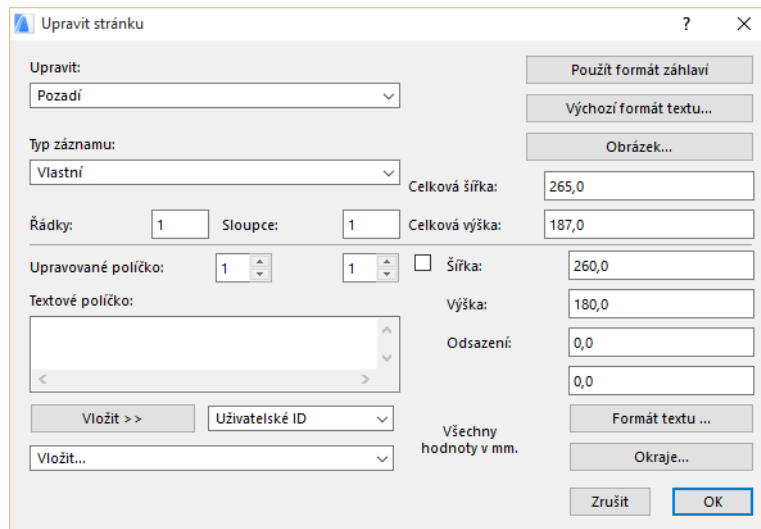 Upravit stránku
?
Upravit:
Pozadí
Použít formát záhlaví
Výchozí formát textu...
Obrázek...
Typ záznamu:
Vlastní
Celková šířka:
265,0
Řádky:
1
Sloupce:
1
Celková výška:
187,0
Upravované políčko:
1
1
Šířka:
260,0
Textové políčko:
Výška:
180,0
Odsazení:
0,0
0,0
Vložit >>
Uživatelské ID
Vložit...
Všechny
hodnoty v mm.
Formát textu ...
Okraje...
Zrušit
OK